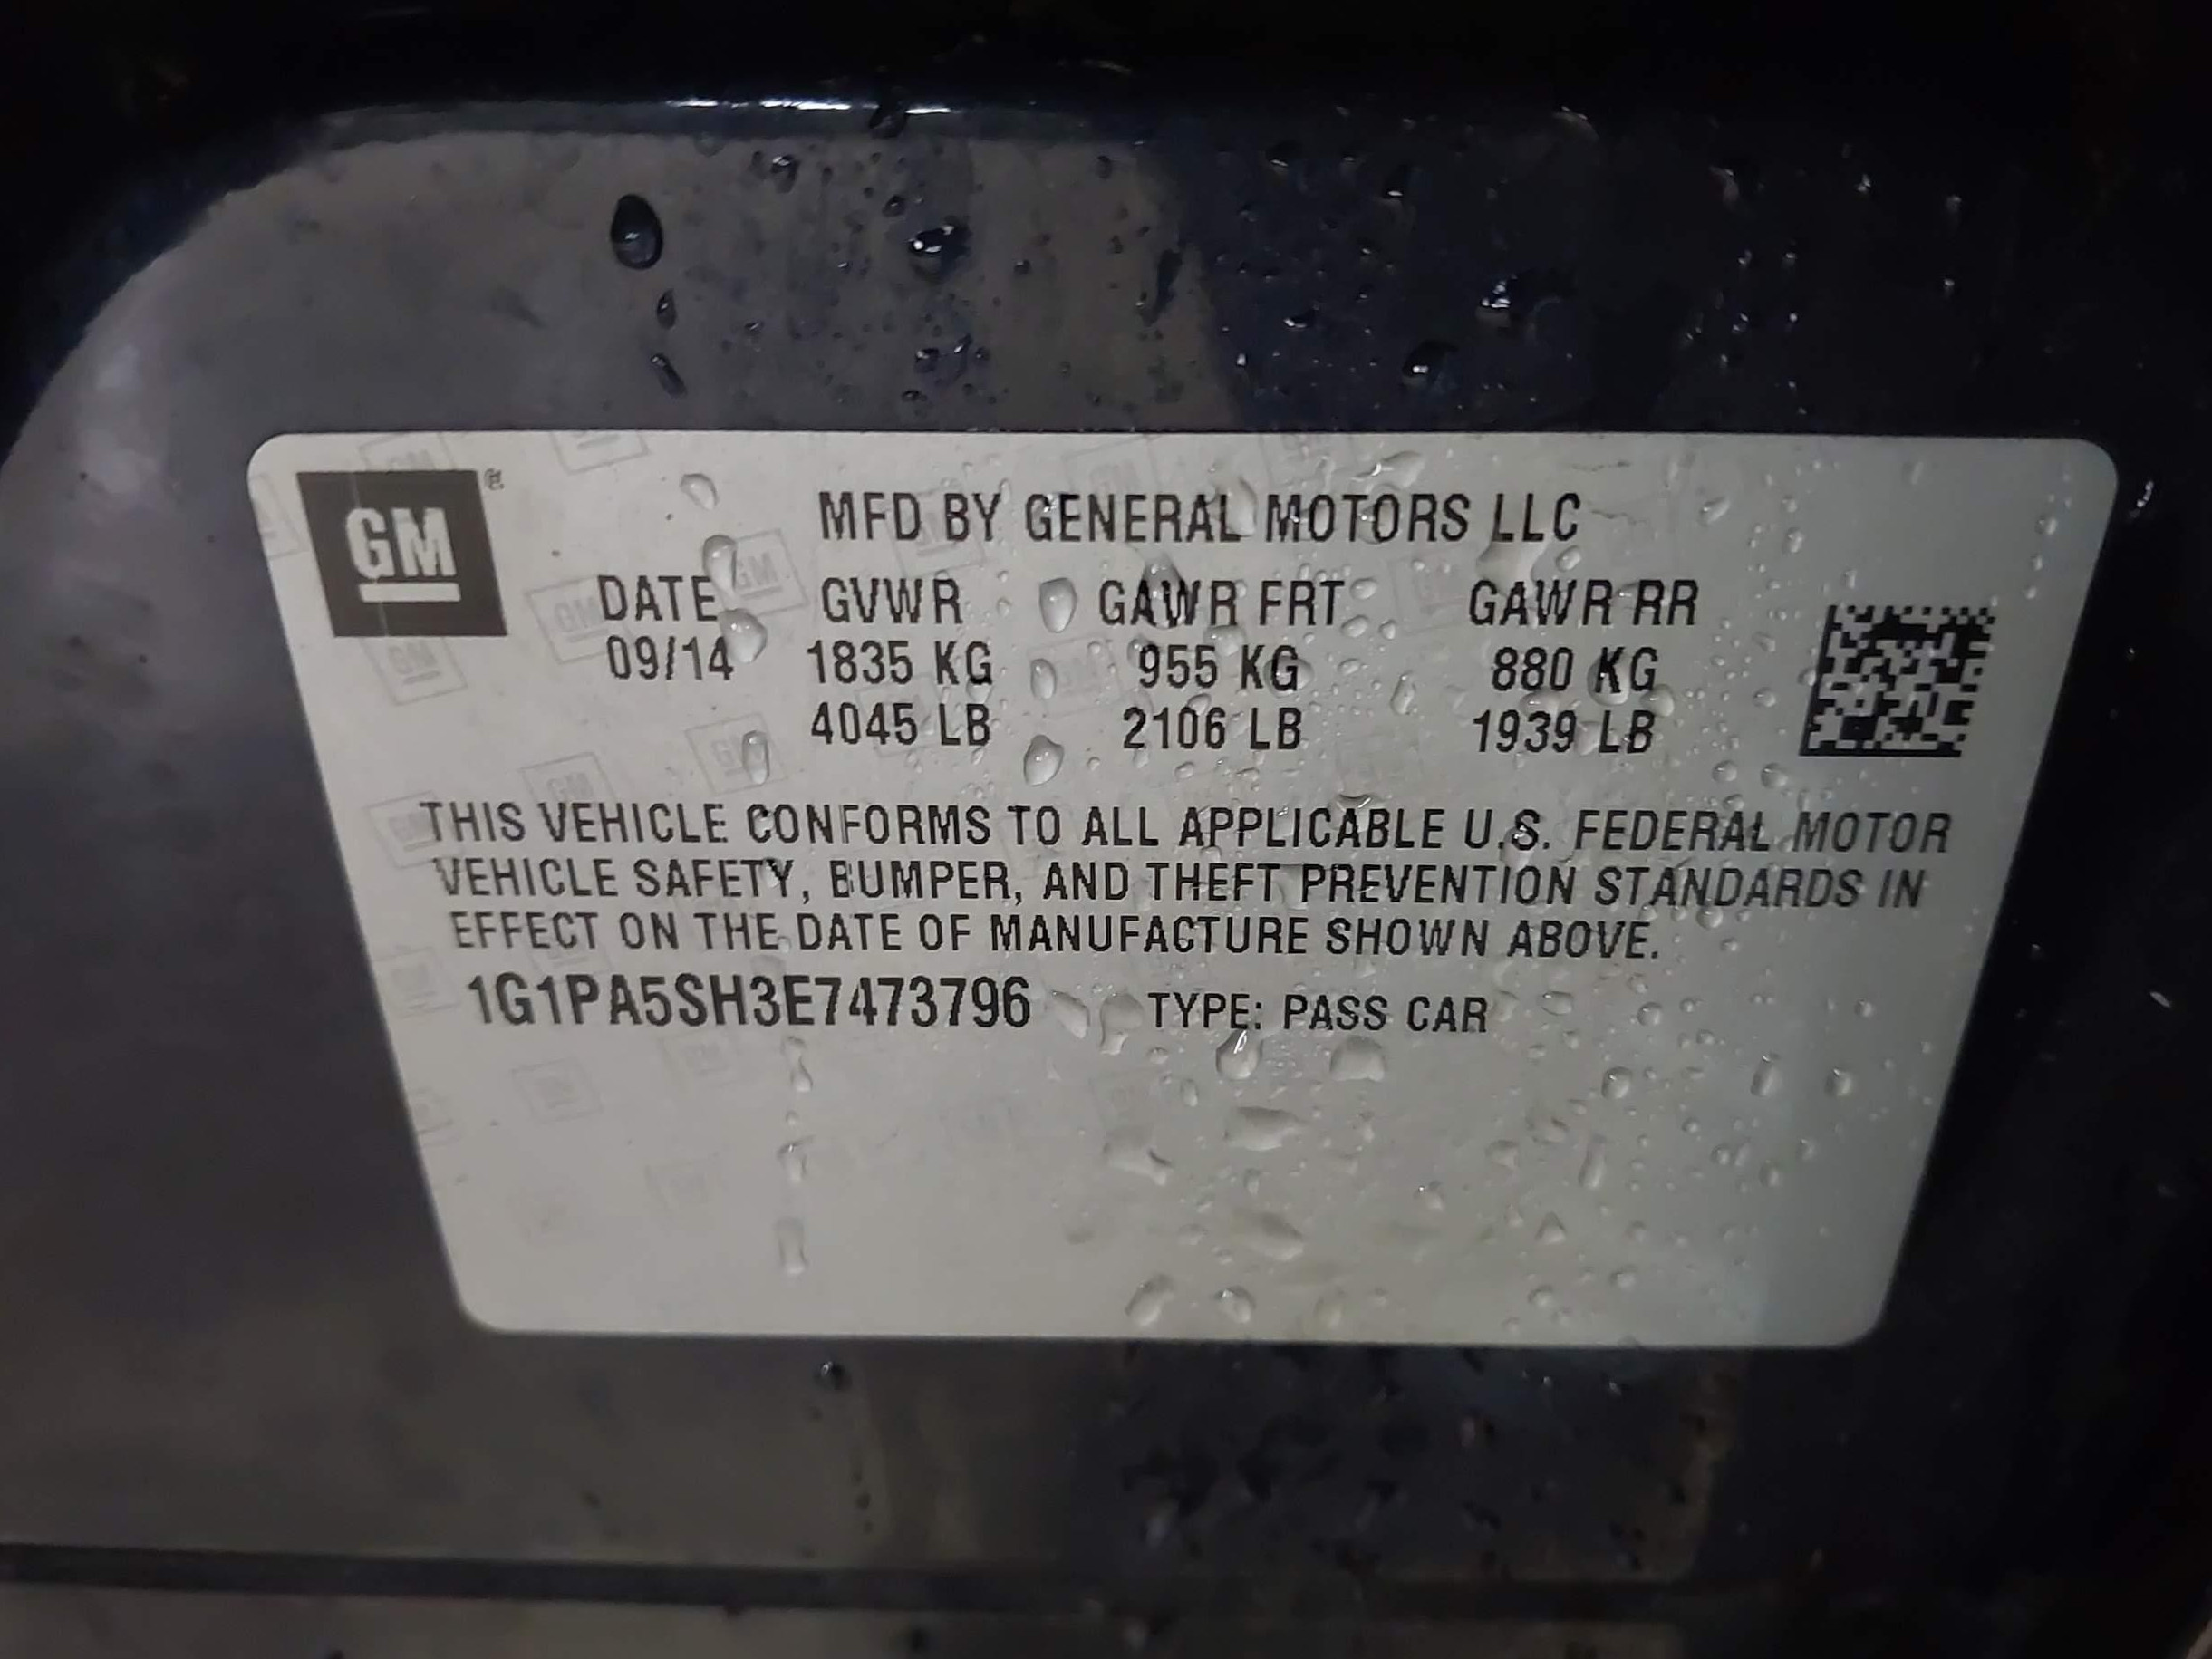 GM
MFD BY GENERAL MOTORS LLC
DATE GVWR GAWR FRT GAWR RR
09/14 1835 KG 955 KG 880 KG
4045 LB 2106 LB 1939 LB
THIS VEHICLE CONFORMS TO ALL APPLICABLE U.S. FEDERAL MOTOR
VEHICLE SAFETY, BUMPER, AND THEFT PREVENTION STANDARDS IN
EFFECT ON THE DATE OF MANUFACTURE SHOWN ABOVE.
1G1PA5SH3E7473796 TYPE: PASS CAR